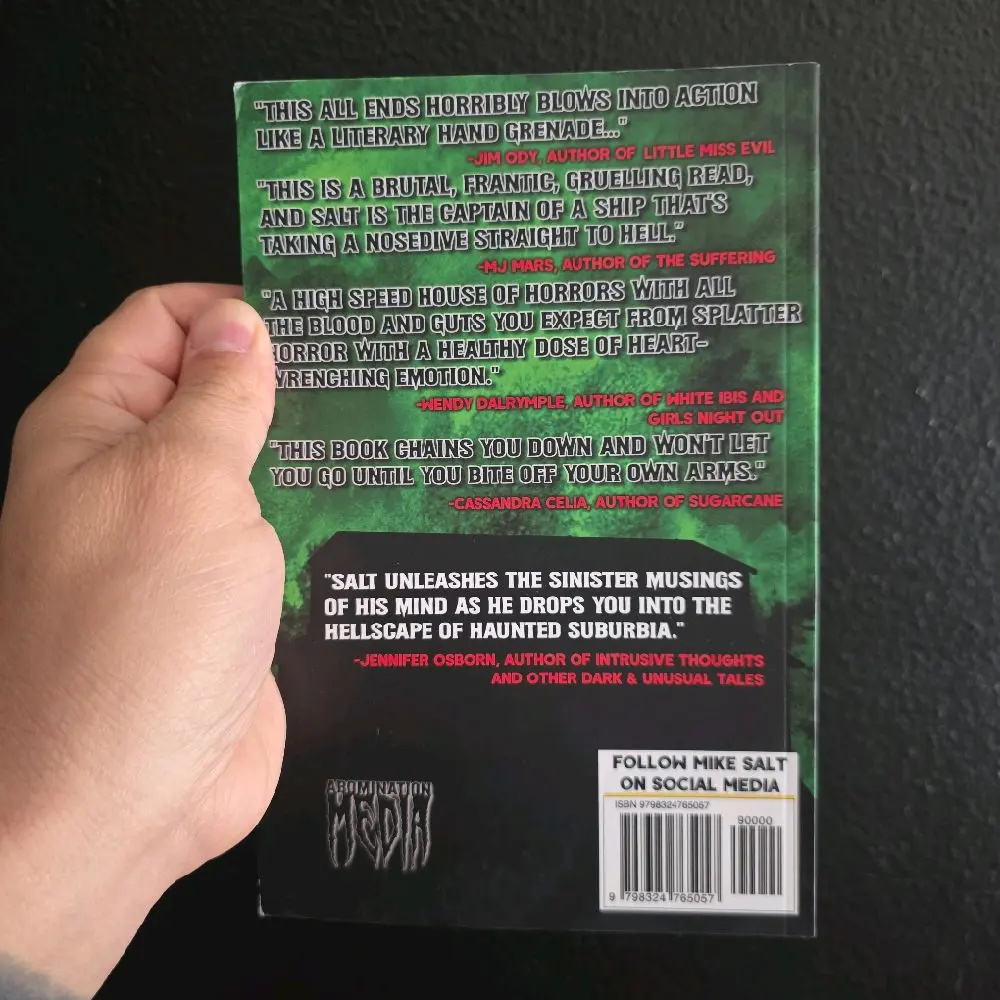 "THIS ALL ENDS HORRIBLY BLOWS INTO ACTION
LIKE A LITERARY HAND GRENADE..."
-JIM ODY, AUTHOR OF LITTLE MISS EVIL
"THIS IS A BRUTAL, FRANTIC, GRUELLING READ,
AND SALT IS THE CAPTAIN OF A SHIP THAT'S
TAKING A NOSEDIVE STRAIGHT TO HELL."
-MJ MARS, AUTHOR OF THE SUFFERING
"A HIGH SPEED HOUSE OF HORRORS WITH ALL
THE BLOOD AND GUTS YOU EXPECT FROM SPLATTER
HORROR WITH A HEALTHY DOSE OF HEART-
WRENCHING EMOTION."
-WENDY DALRYMPLE, AUTHOR OF WHITE IBIS AND
GIRLS NIGHT OUT
"THIS BOOK CHAINS YOU DOWN AND WON'T LET
YOU GO UNTIL YOU BITE OFF YOUR OWN ARMS."
-CASSANDRA CELIA, AUTHOR OF SUGARCANE
"SALT UNLEASHES THE SINISTER MUSINGS
OF HIS MIND AS HE DROPS YOU INTO THE
HELLSCAPE OF HAUNTED SUBURBIA."
-JENNIFER OSBORN, AUTHOR OF INTRUSIVE THOUGHTS
AND OTHER DARK & UNUSUAL TALES
ABOMINATION
MEDIA
FOLLOW MIKE SALT
ON SOCIAL MEDIA
ISBN 9798324765057
90000
9 798324 765057